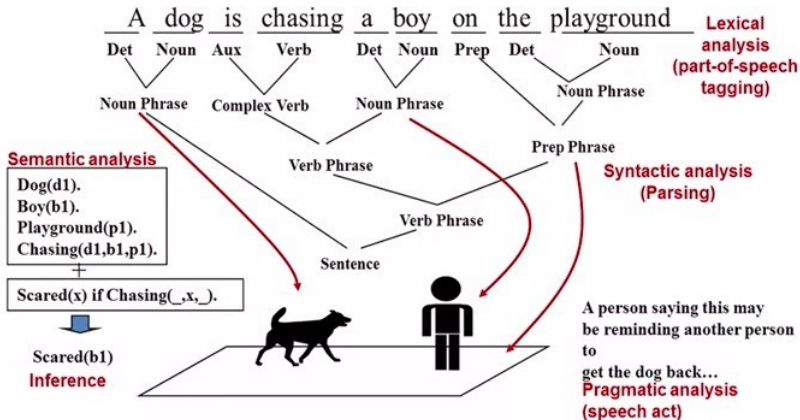 A dog is chasing a boy on the playground
Det Noun Aux Verb Det Noun Prep Det Noun
Lexical
analysis
(part-of-speech
tagging)
Noun Phrase
Complex Verb
Noun Phrase
Noun Phrase
Prep Phrase
Verb Phrase
Syntactic analysis
(Parsing)
Verb Phrase
Sentence
Semantic analysis
Dog(d1).
Boy(b1).
Playground(p1).
Chasing(d1,b1,p1).
+
Scared(x) if Chasing(_,x,_).
Scared(b1)
Inference
A person saying this may
be reminding another person
to
get the dog back…
Pragmatic analysis
(speech act)